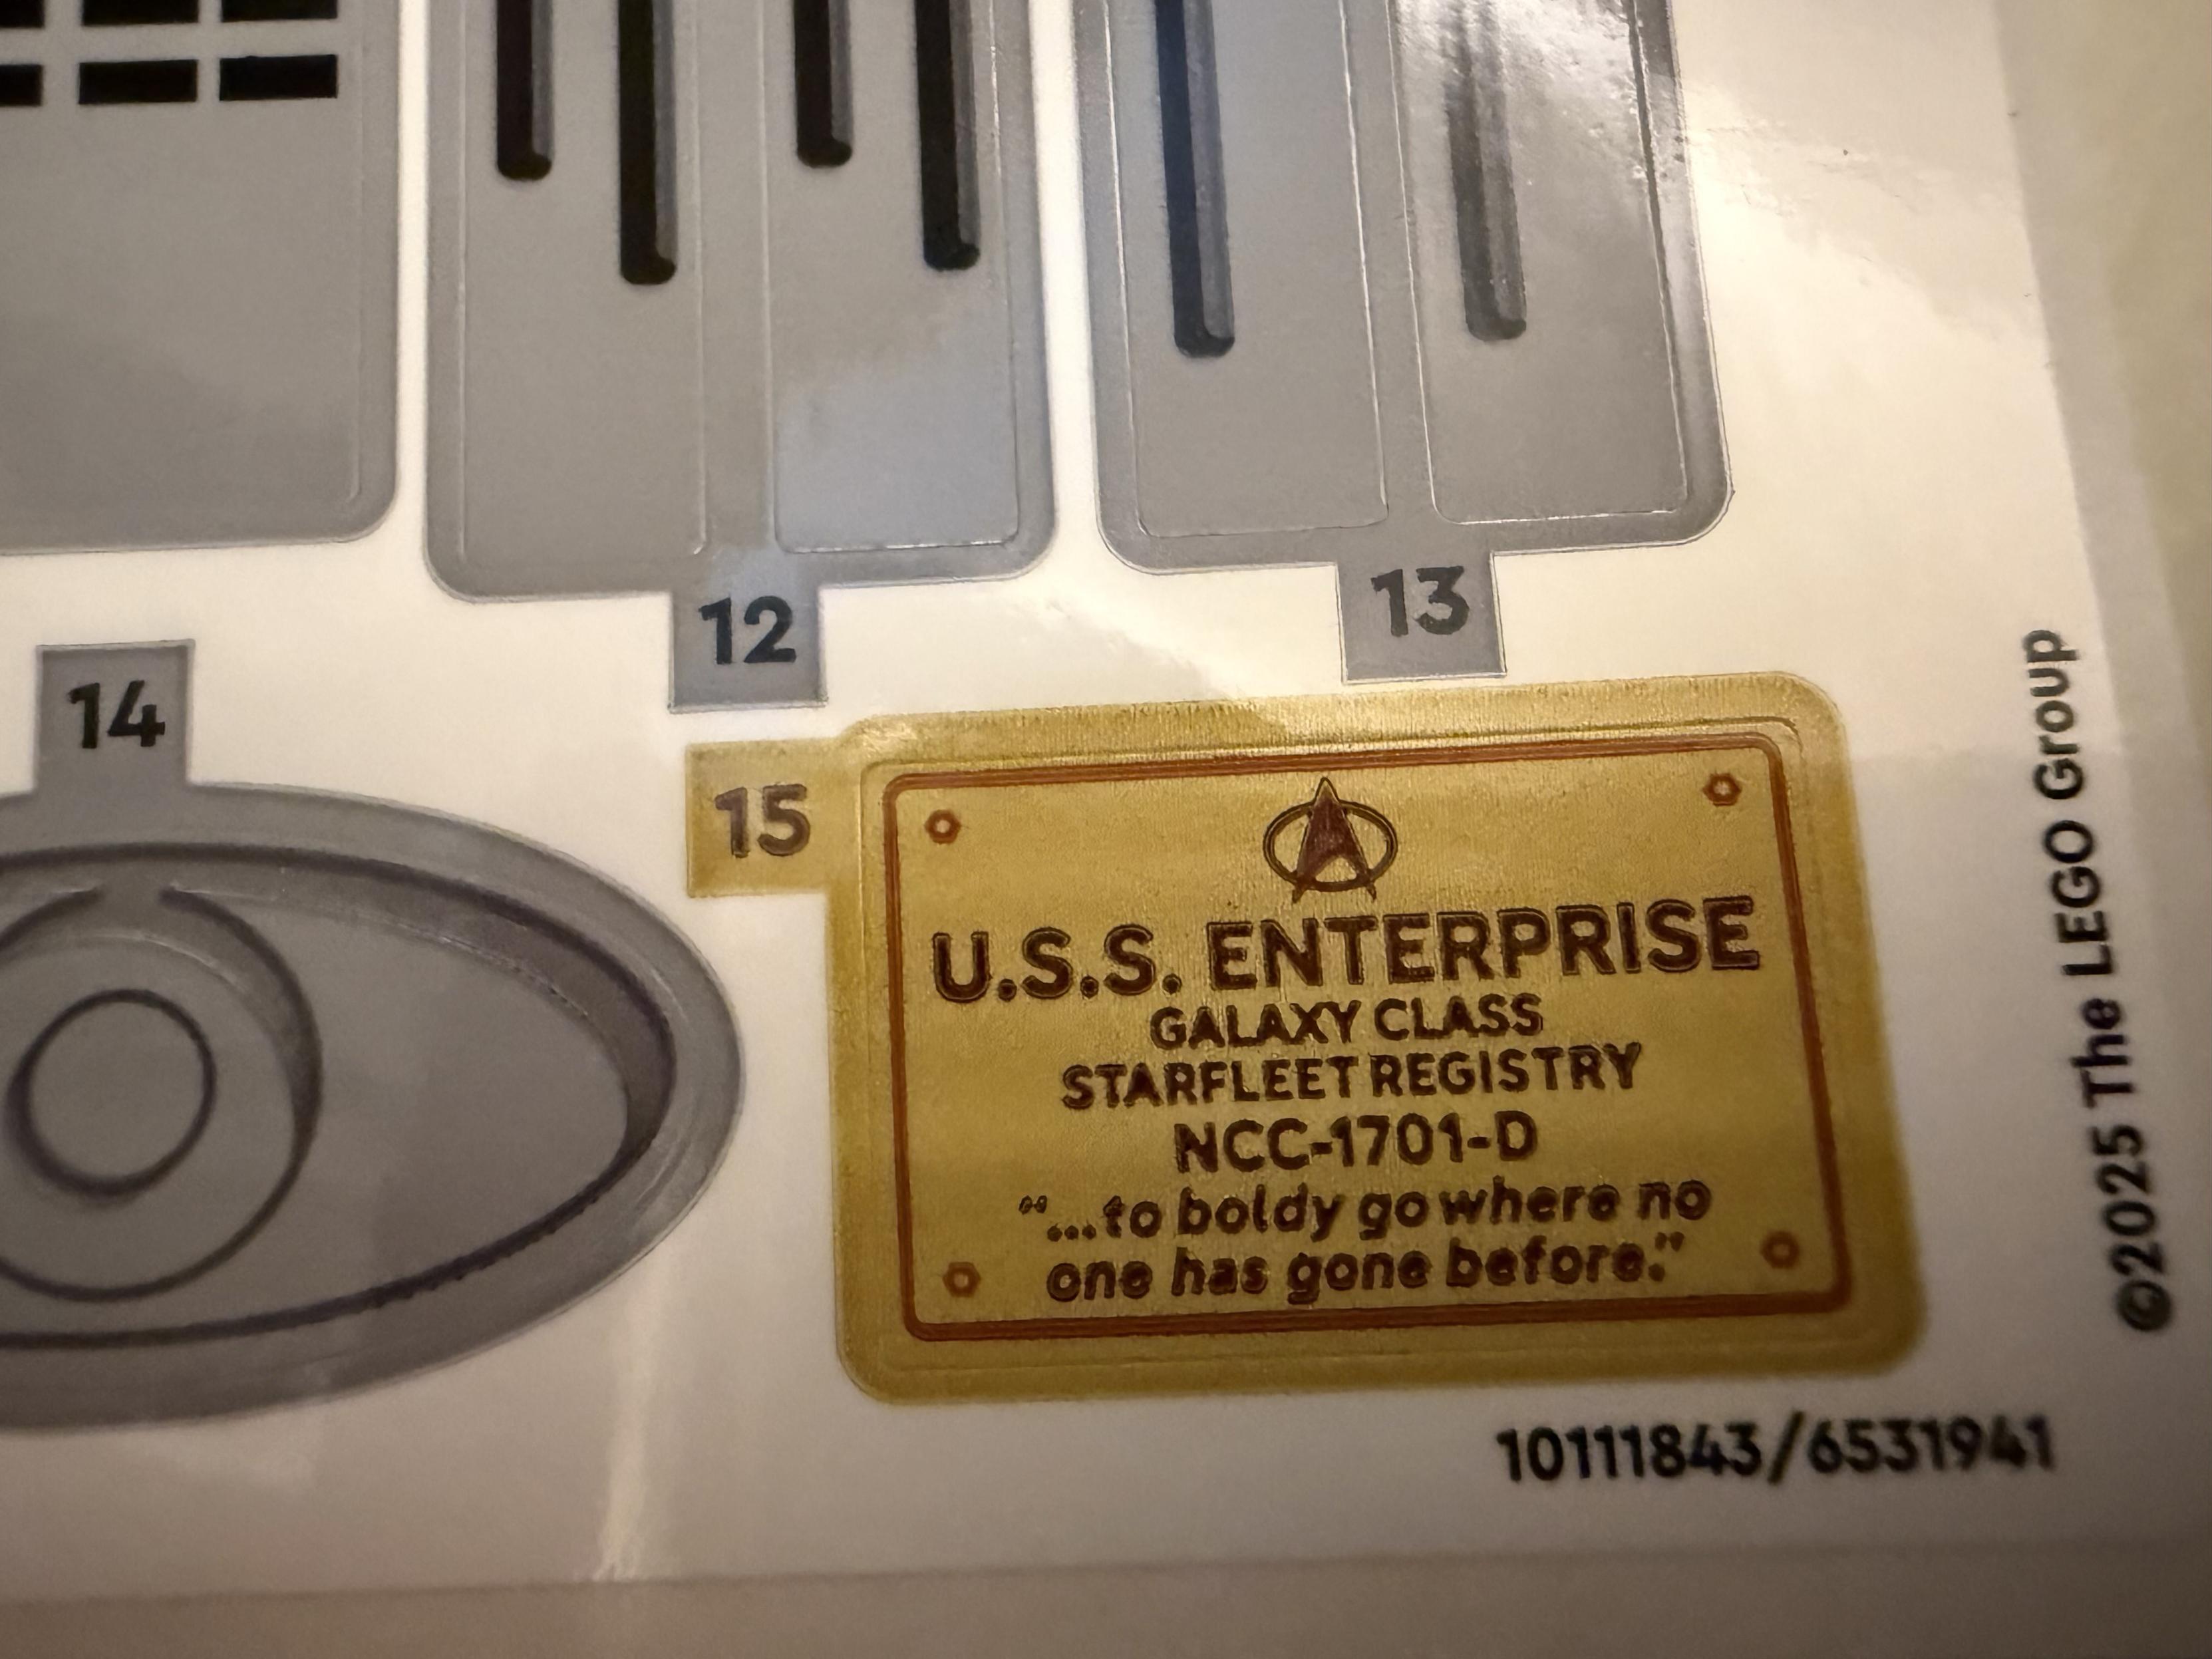 12
13
14
15
U.S.S. ENTERPRISE
GALAXY CLASS
STARFLEET REGISTRY
NCC-1701-D
“...to boldy go where no
one has gone before.”
10111843/6531941
©2025 The LEGO Group